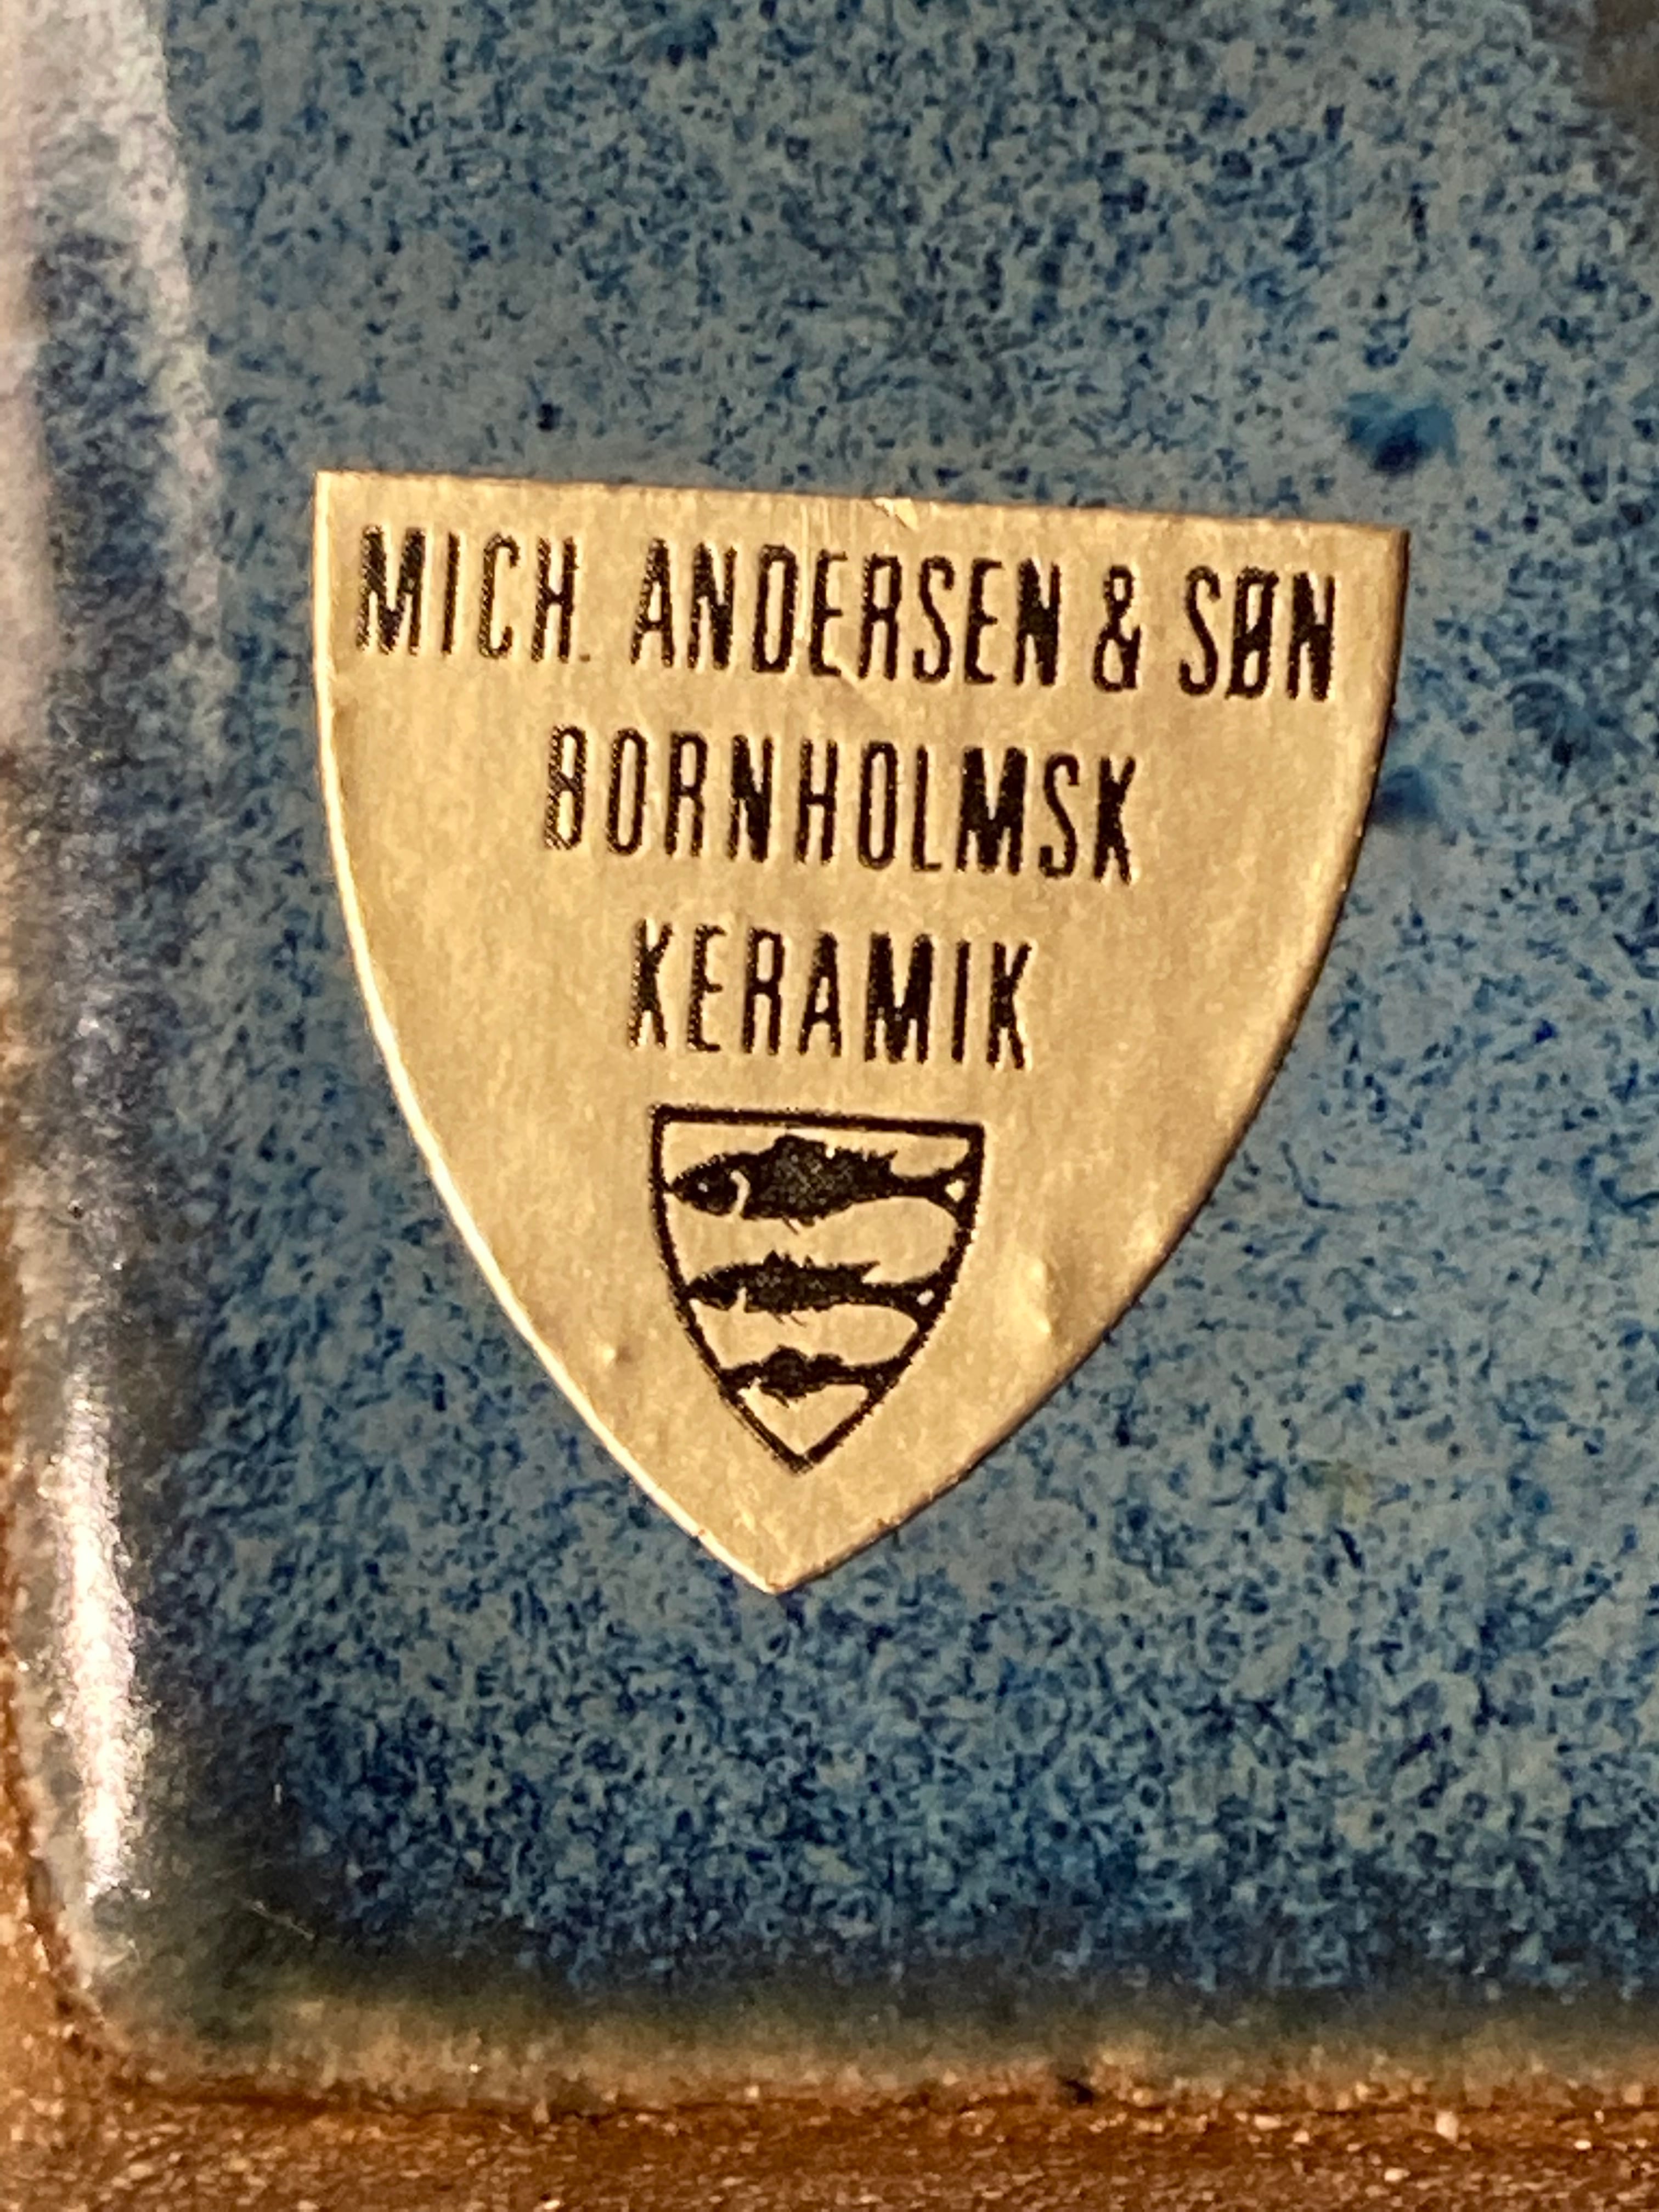 MICH. ANDERSEN & SØN
BORNHOLMSK
KERAMIK